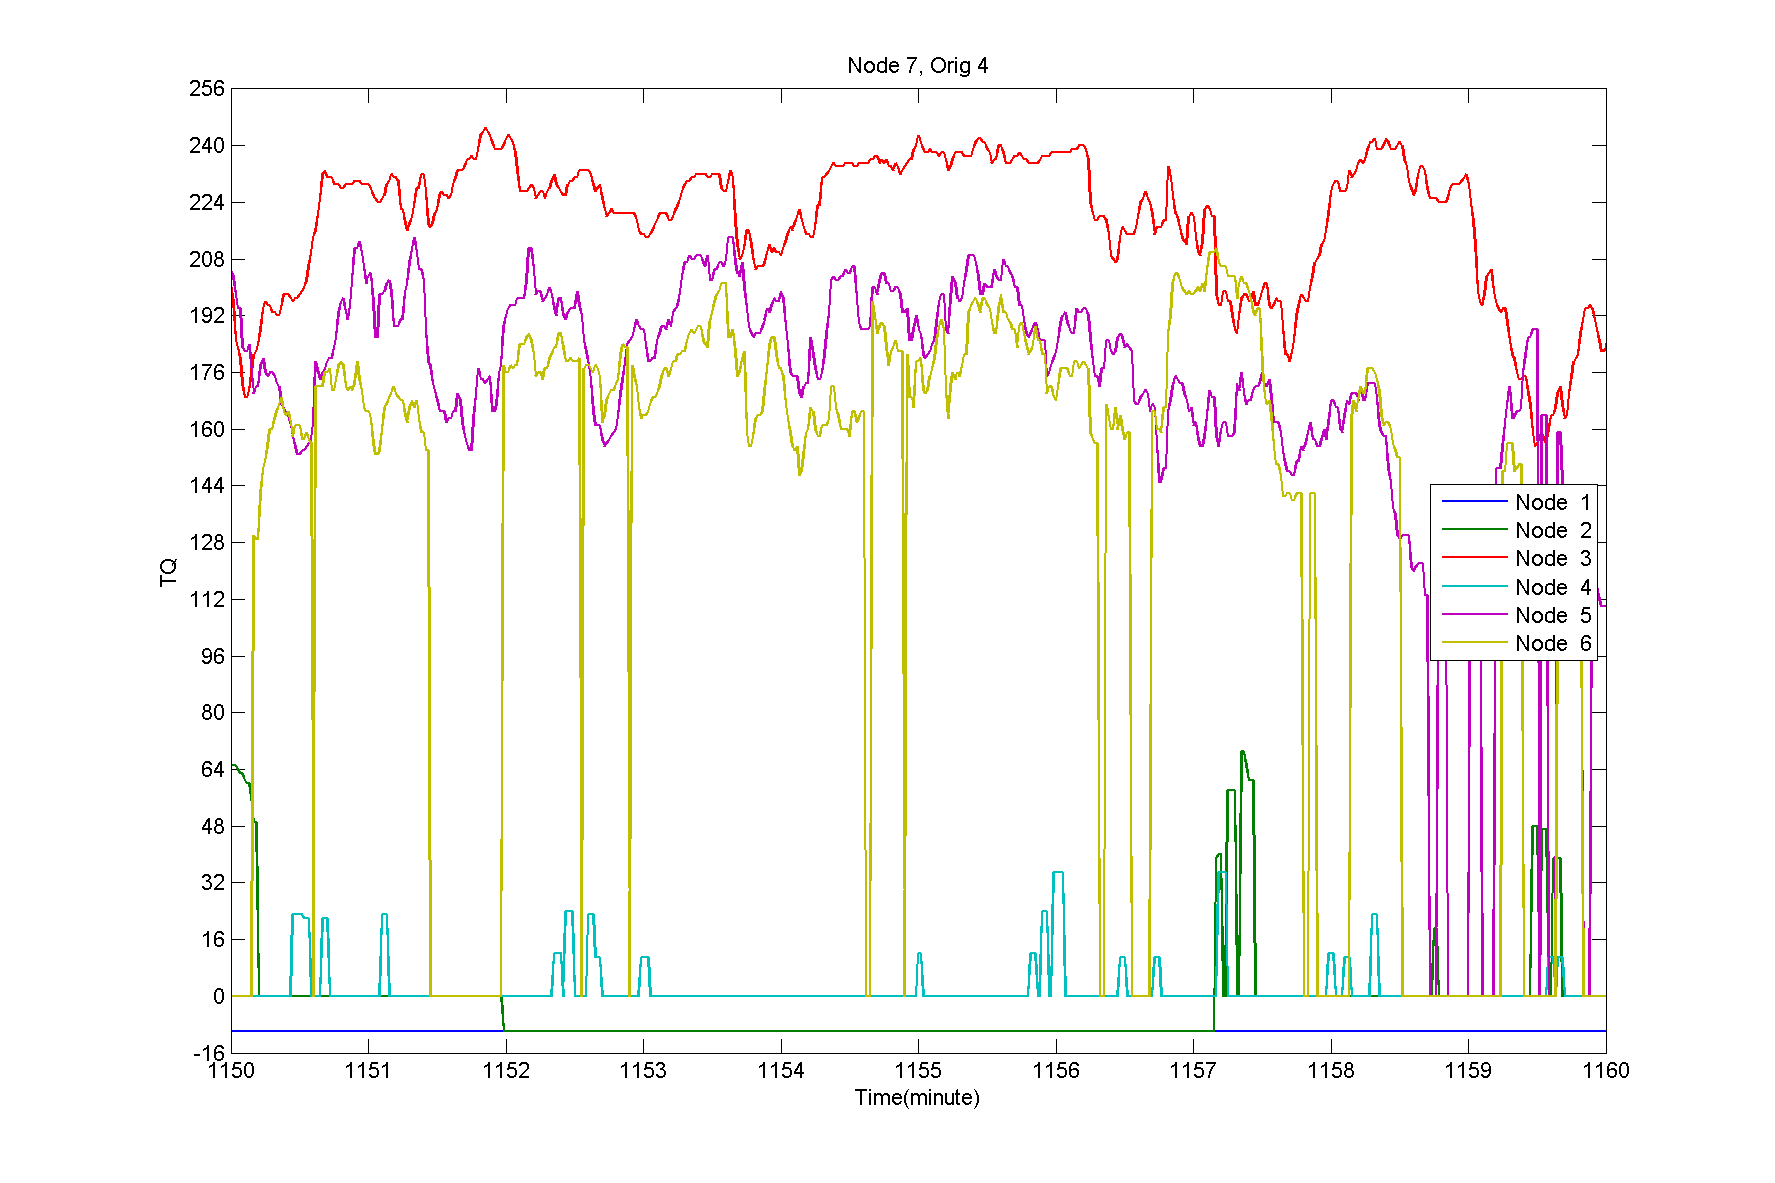 Node 7, Orig 4
256
240
224
208
192
176
160
144
128
112
96
80
64
48
32
16
0
-16
TQ
Node 1
Node 2
Node 3
Node 4
Node 5
Node 6
1150 1151 1152 1153 1154 1155 1156 1157 1158 1159 1160
Time(minute)